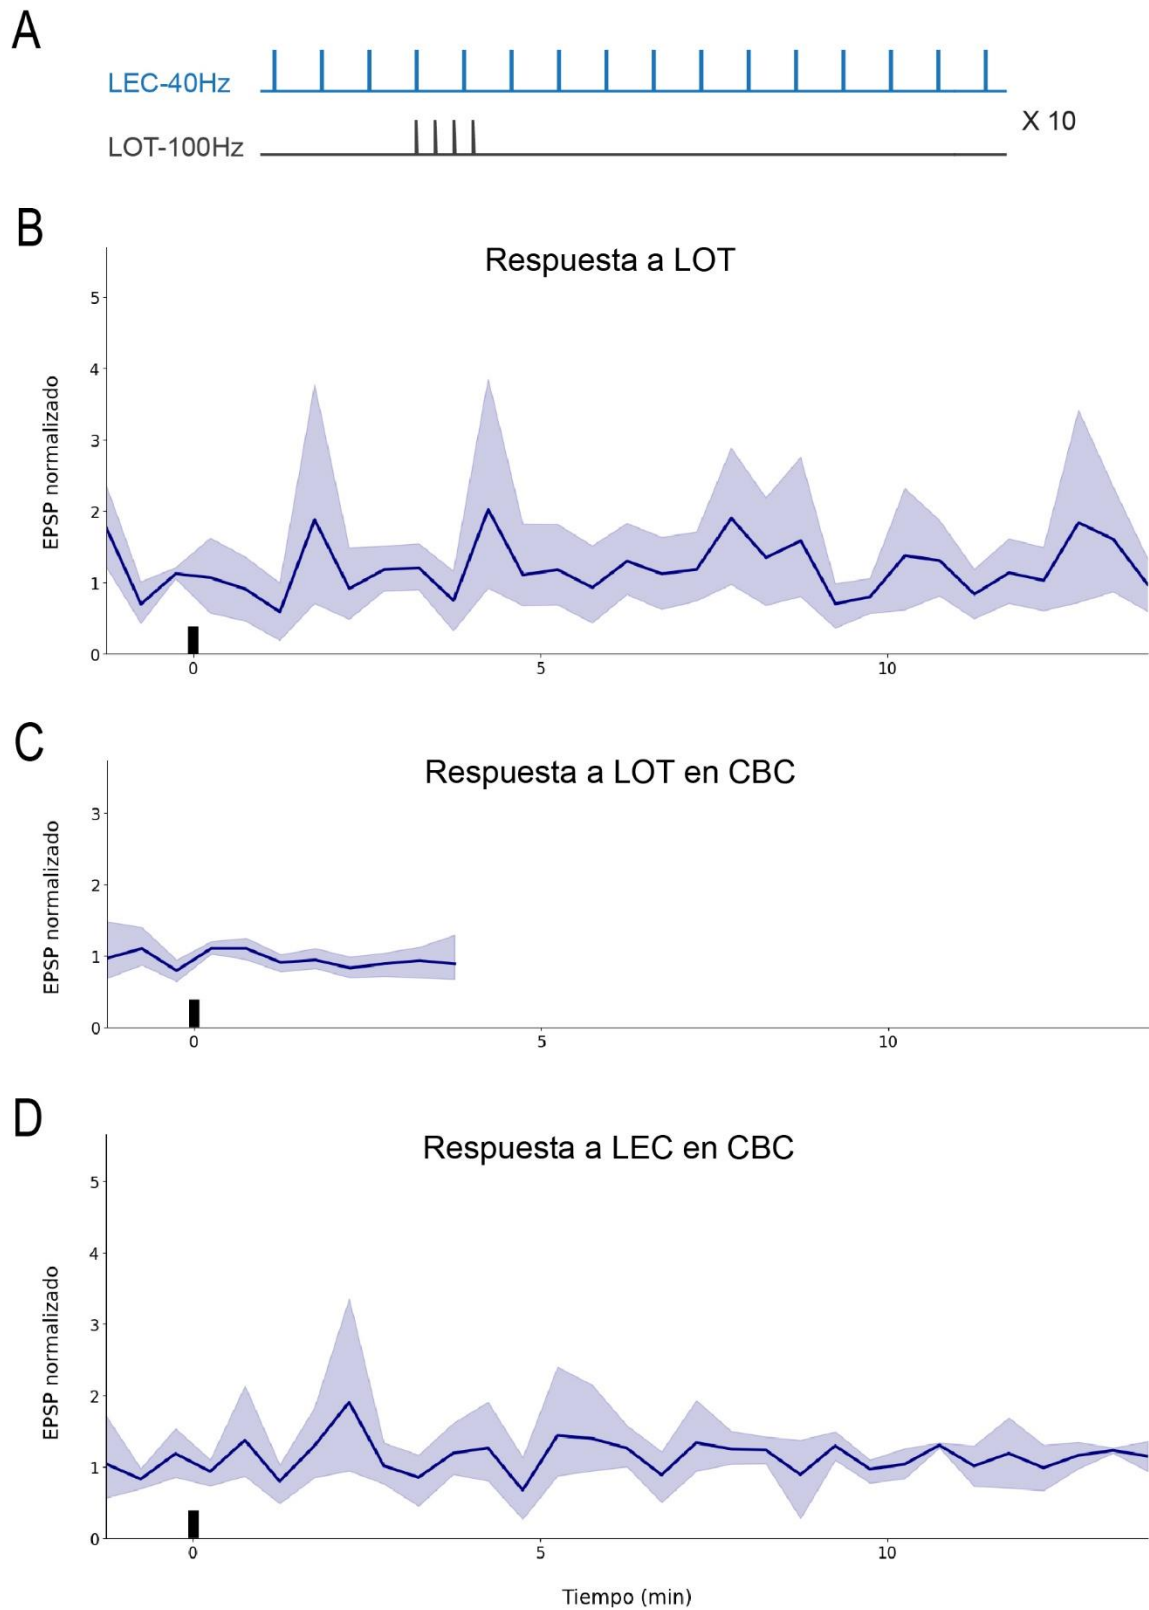 A
LEC-40Hz
LOT-100Hz
X 10
B
Respuesta a LOT
EPSP normalizado
5
4
3
2
1
0
0
5
10
C
Respuesta a LOT en CBC
EPSP normalizado
3
2
1
0
0
5
10
D
Respuesta a LEC en CBC
EPSP normalizado
5
4
3
2
1
0
0
5
10
Tiempo (min)